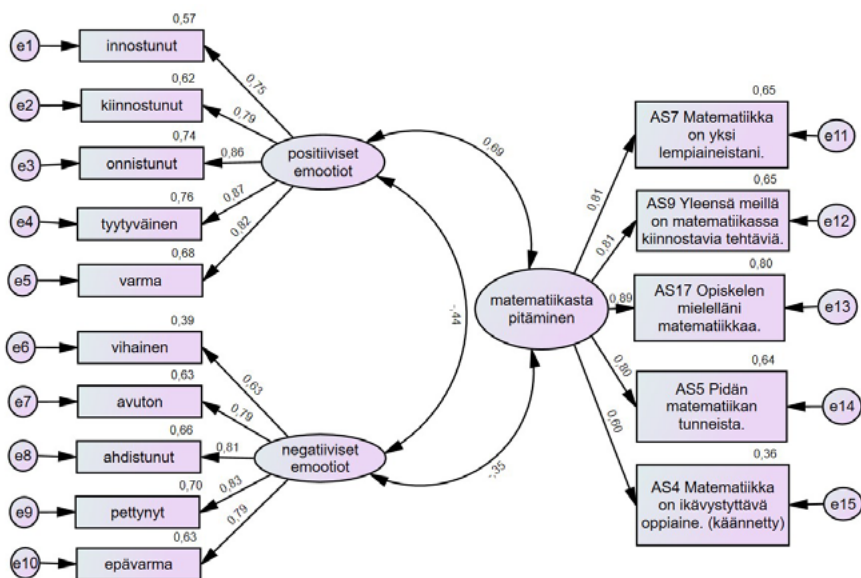 0,57
e1
innostunut
0,75
0,62
e2
kiinnostunut
0,79
0,74
e3
onnistunut
0,86
0,76
e4
tyytyväinen
0,87
0,68
e5
varma
0,82
positiiviset
emootiot
0,69
-,44
0,39
e6
vihainen
0,63
0,63
e7
avuton
0,79
0,66
e8
ahdistunut
0,81
0,70
e9
pettynyt
0,83
0,63
e10
epävarma
0,79
negatiiviset
emootiot
-,35
matematiikasta
pitäminen
0,81
0,65
AS7 Matematiikka
on yksi
lempiaineistani.
e11
0,81
0,65
AS9 Yleensä meillä
on matematiikassa
kiinnostavia tehtäviä.
e12
0,89
0,80
AS17 Opiskelen
mielelläni
matematiikkaa.
e13
0,80
0,64
AS5 Pidän
matematiikan
tunneista.
e14
0,60
0,36
AS4 Matematiikka
on ikävystyttävä
oppiaine. (käännetty)
e15